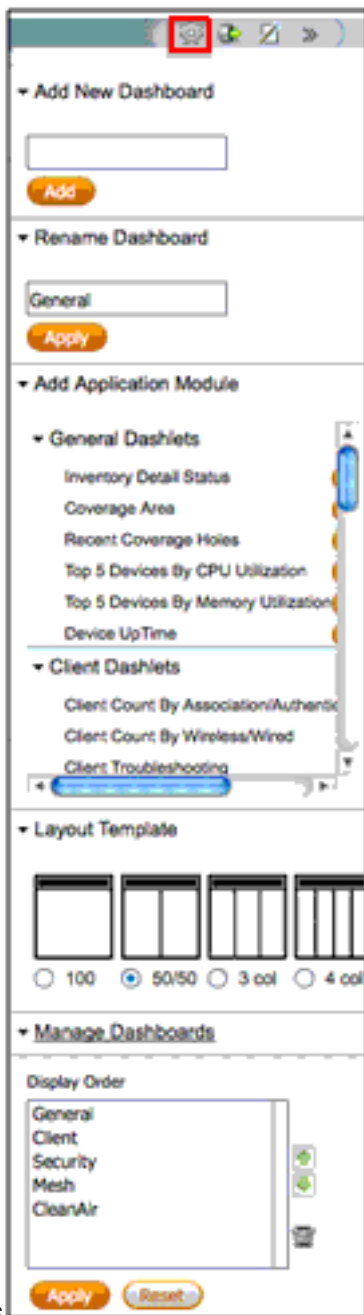 Add New Dashboard
Add
Rename Dashboard
General
Apply
Add Application Module
General Dashlets
Inventory Detail Status
Coverage Area
Recent Coverage Holes
Top 5 Devices By CPU Utilization
Top 5 Devices By Memory Utilization
Device UpTime
Client Dashlets
Client Count By Association/Authentic
Client Count By Wireless/Wired
Client Troubleshooting
Layout Template
100 50/50 3 col 4 col
Manage Dashboards
Display Order
General
Client
Security
Mesh
CleanAir
Apply Reset